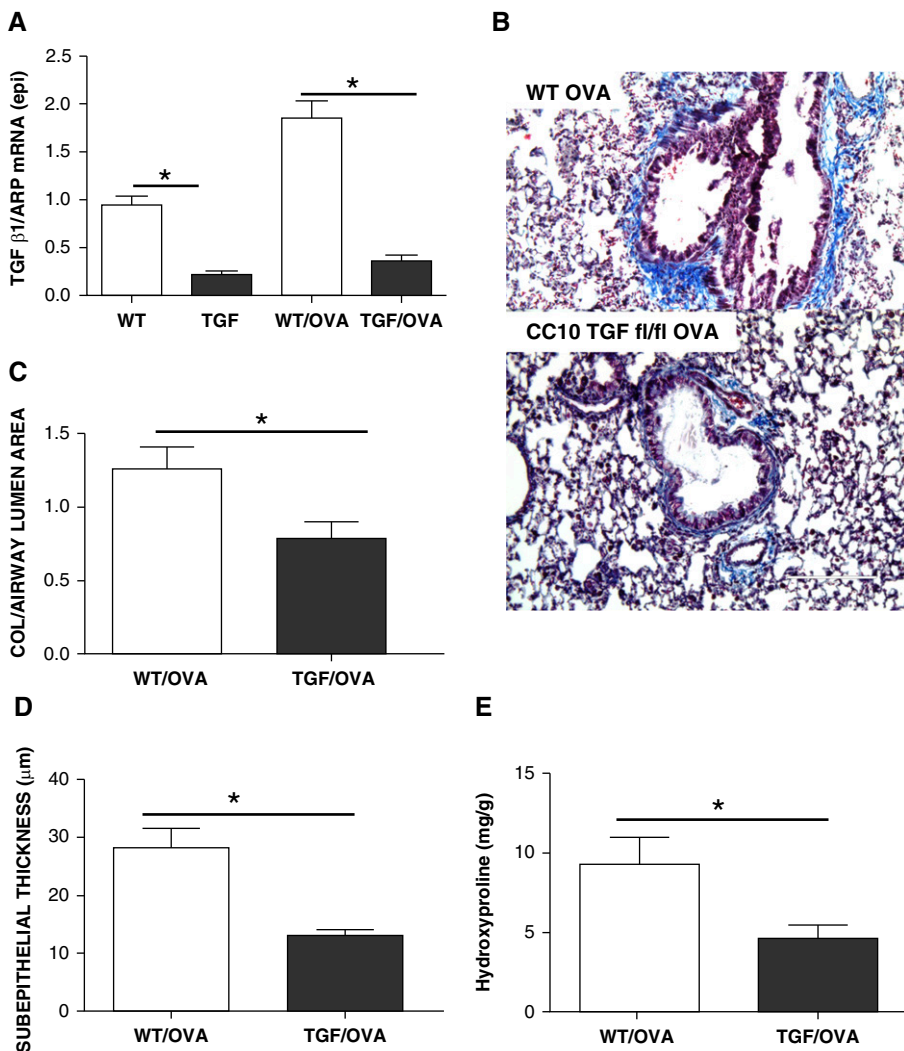 A
TGF β1/ARP mRNA (epi)
2.5
2.0
1.5
1.0
0.5
0.0
*
*
WT
TGF
WT/OVA
TGF/OVA
B
WT OVA
CC10 TGF fl/fl OVA
C
COL/AIRWAY LUMEN AREA
1.5
1.0
0.5
0.0
*
WT/OVA
TGF/OVA
D
SUBEPITHELIAL THICKNESS (μm)
40
30
20
10
0
*
WT/OVA
TGF/OVA
E
Hydroxyproline (mg/g)
15
10
5
0
*
WT/OVA
TGF/OVA